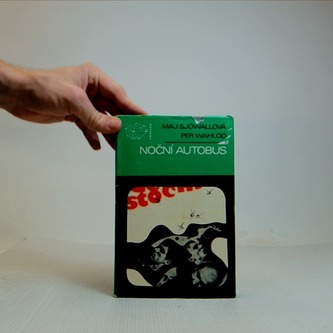 MAJ SJÖWALLOVÁ
PER WAHLÖÖ
NOČNÍ AUTOBUS